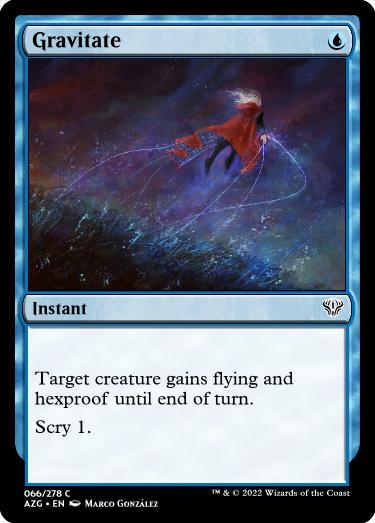 Gravitate
Instant
Target creature gains flying and
hexproof until end of turn.
Scry 1.
066/278 C
AZG • EN MARCO GONZÁLEZ
™ & © 2022 Wizards of the Coast